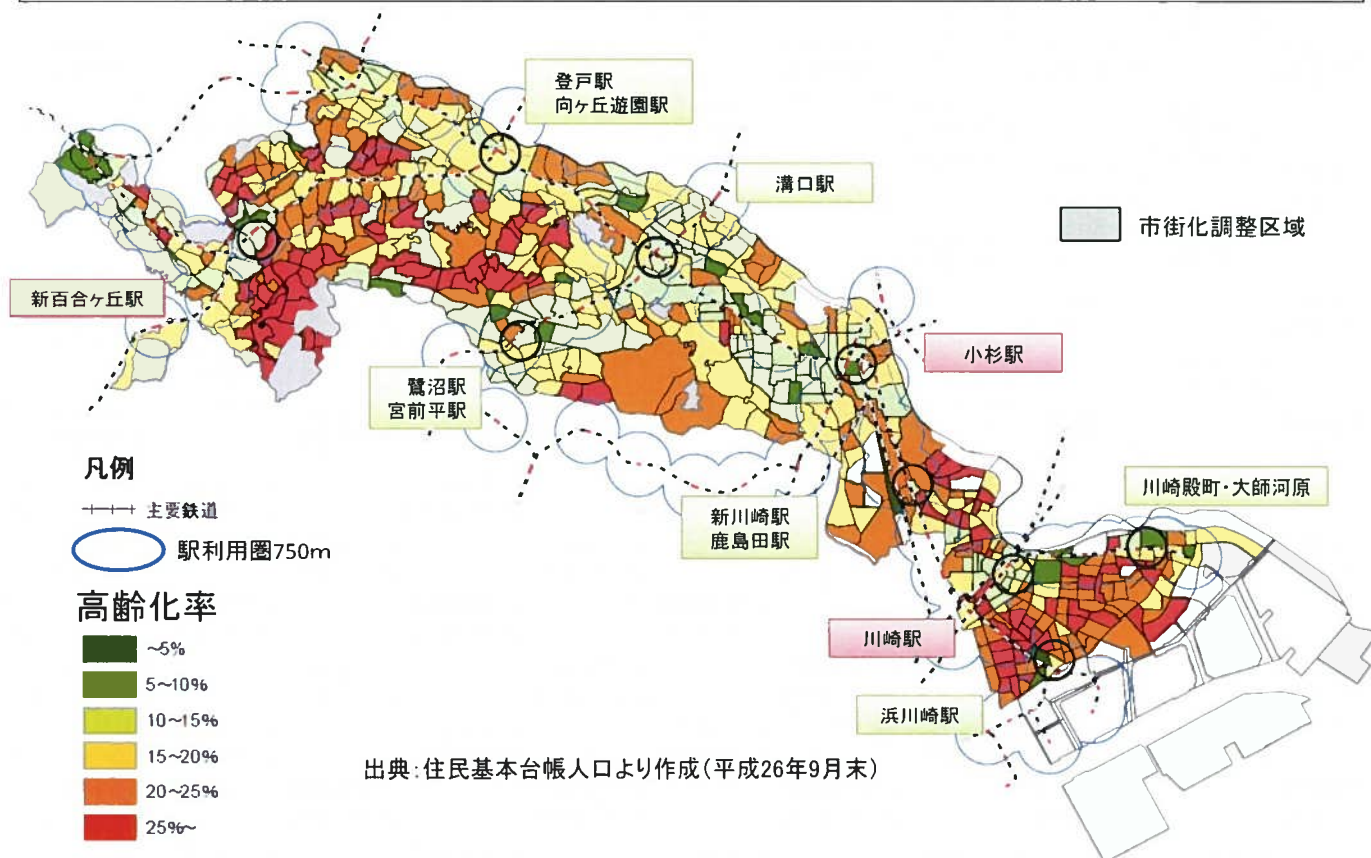 登戸駅
向ヶ丘遊園駅
溝口駅
市街化調整区域
新百合ヶ丘駅
小杉駅
鷺沼駅
宮前平駅
凡例
主要鉄道
駅利用圏750m
新川崎駅
鹿島田駅
川崎殿町・大師河原
高齢化率
~5%
5~10%
10~15%
15~20%
20~25%
25%~
川崎駅
浜川崎駅
出典:住民基本台帳人口より作成(平成26年9月末)